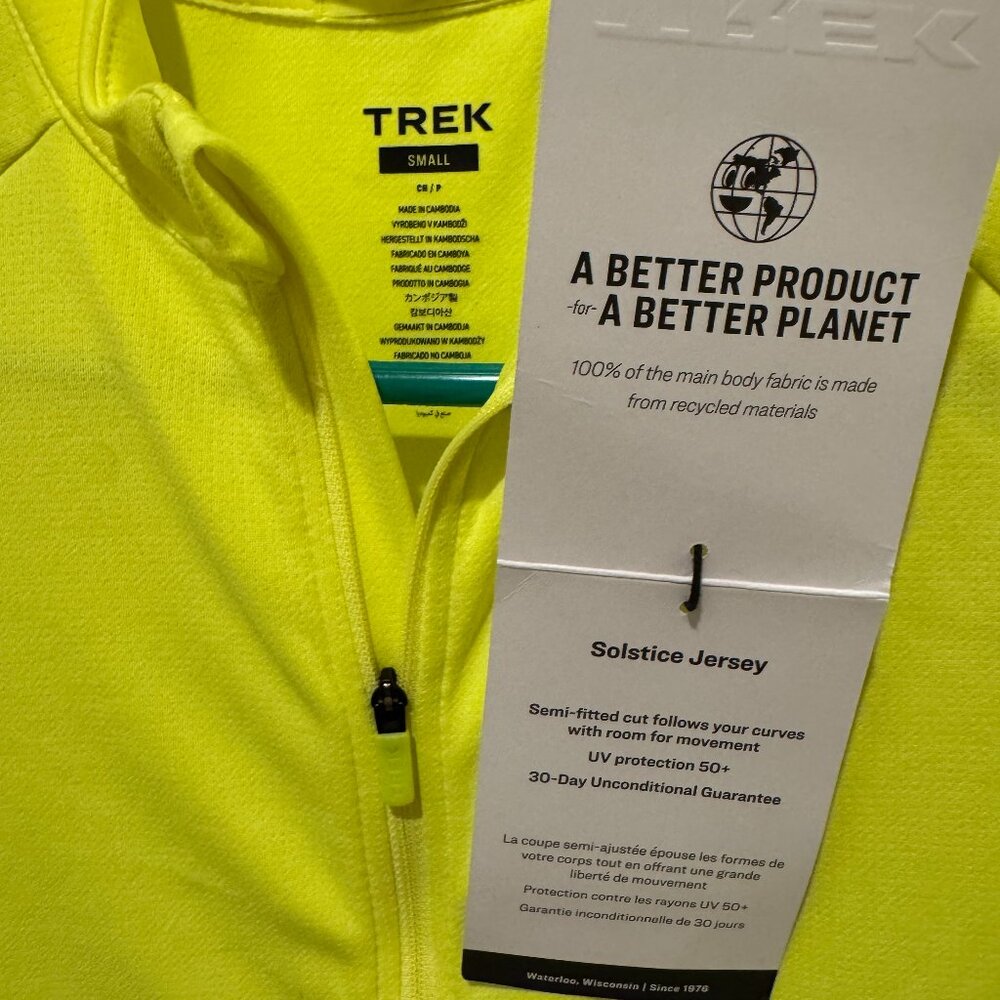 TREK
SMALL
CH / P
MADE IN CAMBODIA
VYROBENO V KAMBODŽI
HERGESTELLT IN KAMBODSCHA
FABRICADO EN CAMBOYA
FABRIQUÉ AU CAMBODGE
PRODOTTO IN CAMBOGIA
カンボジア製
캄보디아산
GEMAAKT IN CAMBODJA
WYPRODUKOWANO W KAMBODŻY
FABRICADO NO CAMBOJA
صنع في كمبوديا
TREK
A BETTER PRODUCT
-for- A BETTER PLANET
100% of the main body fabric is made
from recycled materials
Solstice Jersey
Semi-fitted cut follows your curves
with room for movement
UV protection 50+
30-Day Unconditional Guarantee
La coupe semi-ajustée épouse les formes de
votre corps tout en offrant une grande
liberté de mouvement
Protection contre les rayons UV 50+
Garantie inconditionnelle de 30 jours
Waterloo, Wisconsin | Since 1976